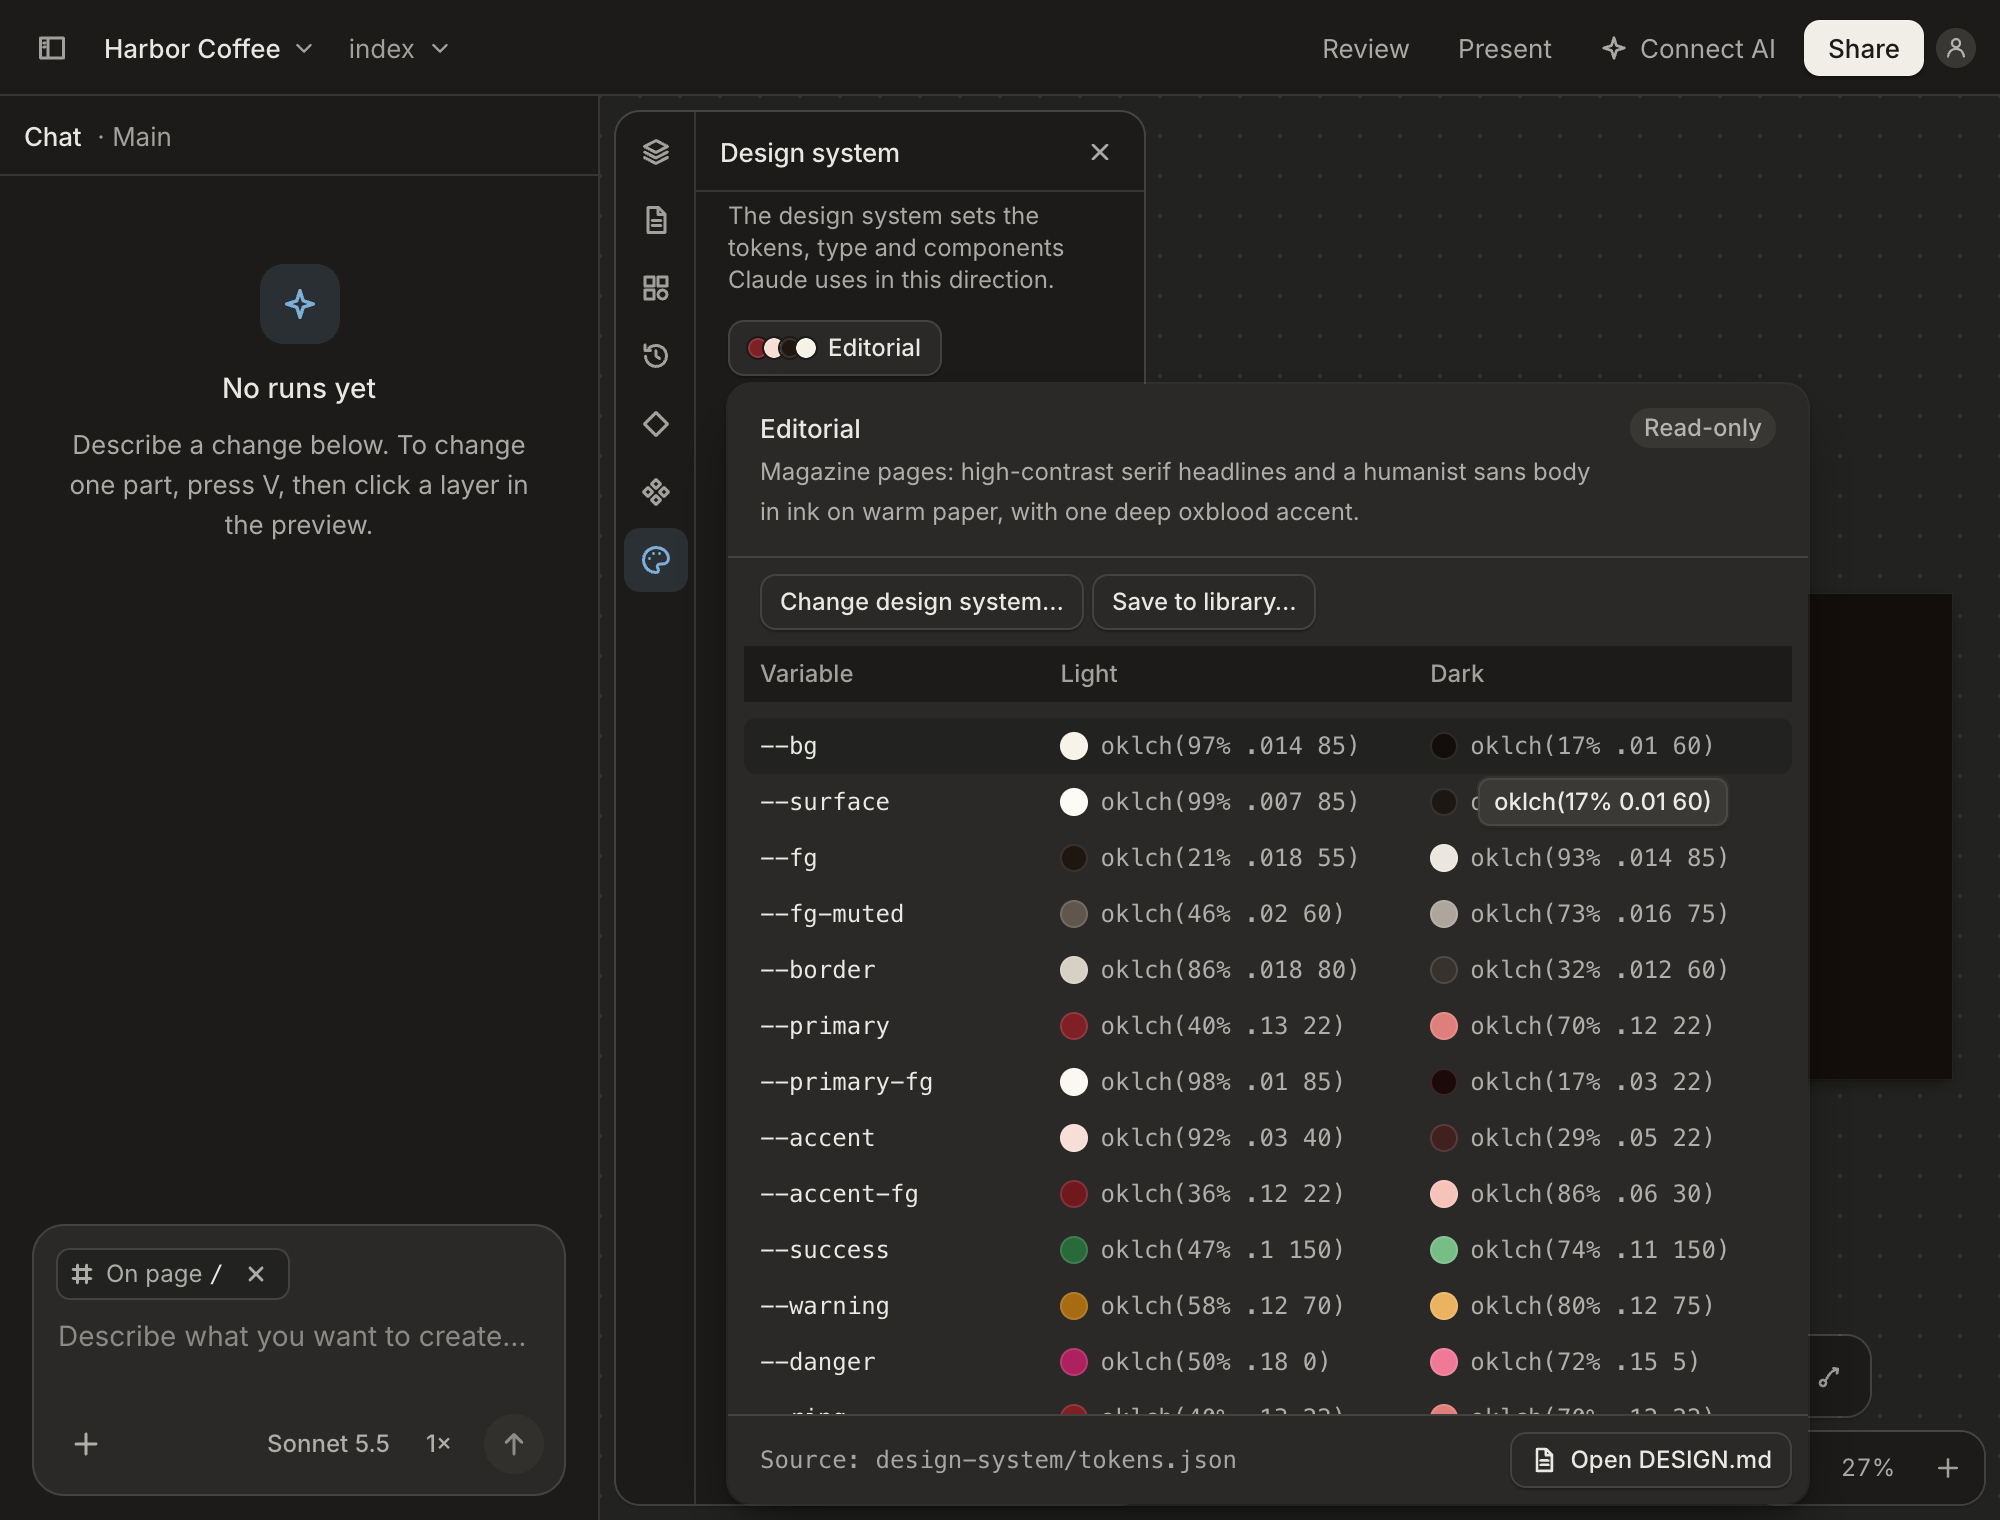 Harbor Coffee
index
Review
Present
Connect AI
Share
Chat · Main
No runs yet
Describe a change below. To change
one part, press V, then click a layer in
the preview.
On page /
Describe what you want to create...
Sonnet 5.5
1×
Design system
The design system sets the
tokens, type and components
Claude uses in this direction.
Editorial
Editorial
Read-only
Magazine pages: high-contrast serif headlines and a humanist sans body
in ink on warm paper, with one deep oxblood accent.
Change design system...
Save to library...
Variable Light Dark
--bg oklch(97% .014 85) oklch(17% .01 60)
--surface oklch(99% .007 85)
oklch(17% 0.01 60)
--fg oklch(21% .018 55) oklch(93% .014 85)
--fg-muted oklch(46% .02 60) oklch(73% .016 75)
--border oklch(86% .018 80) oklch(32% .012 60)
--primary oklch(40% .13 22) oklch(70% .12 22)
--primary-fg oklch(98% .01 85) oklch(17% .03 22)
--accent oklch(92% .03 40) oklch(29% .05 22)
--accent-fg oklch(36% .12 22) oklch(86% .06 30)
--success oklch(47% .1 150) oklch(74% .11 150)
--warning oklch(58% .12 70) oklch(80% .12 75)
--danger oklch(50% .18 0) oklch(72% .15 5)
Source: design-system/tokens.json
Open DESIGN.md
27%